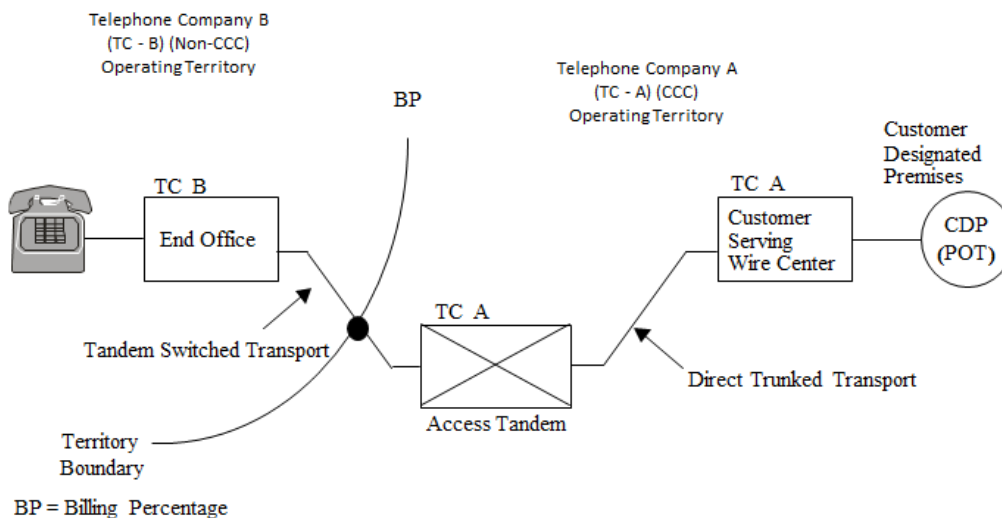 Telephone Company B
(TC - B) (Non-CCC)
Operating Territory
Telephone Company A
(TC - A) (CCC)
Operating Territory
BP
Customer
Designated
Premises
TC B
End Office
TC A
Customer
Serving
Wire Center
CDP
(POT)
TC A
Tandem Switched Transport
Direct Trunked Transport
Access Tandem
Territory
Boundary
BP = Billing Percentage